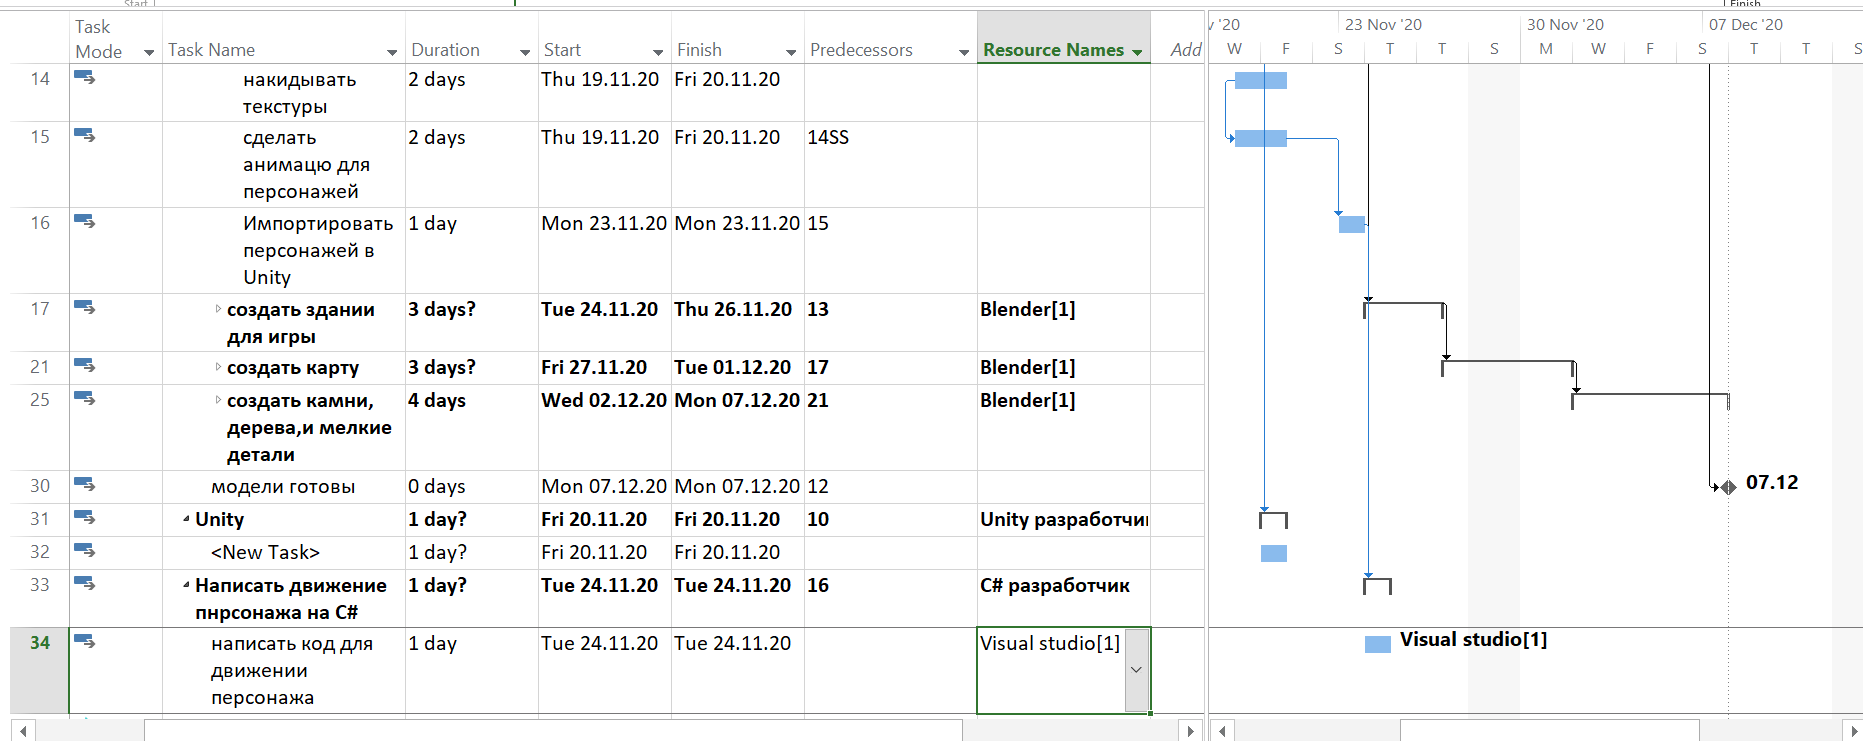 Start
Finish
Task Mode
Task Name
Duration
Start
Finish
Predecessors
Resource Names
Add
'20
23 Nov '20
30 Nov '20
07 Dec '20
W F S T T S M W F S T T S
14 накидывать 2 days Thu 19.11.20 Fri 20.11.20
текстуры
15 сделать 2 days Thu 19.11.20 Fri 20.11.20 14SS
анимацю для
персонажей
16 Импортировать 1 day Mon 23.11.20 Mon 23.11.20 15
персонажей в
Unity
17 создать здании 3 days? Tue 24.11.20 Thu 26.11.20 13 Blender[1]
для игры
21 создать карту 3 days? Fri 27.11.20 Tue 01.12.20 17 Blender[1]
25 создать камни, 4 days Wed 02.12.20 Mon 07.12.20 21 Blender[1]
дерева,и мелкие
детали
30 модели готовы 0 days Mon 07.12.20 Mon 07.12.20 12
07.12
31 Unity 1 day? Fri 20.11.20 Fri 20.11.20 10 Unity разработчи
32 <New Task> 1 day? Fri 20.11.20 Fri 20.11.20
33 Написать движение 1 day? Tue 24.11.20 Tue 24.11.20 16 C# разработчик
пнрсонажа на C#
34 написать код для 1 day Tue 24.11.20 Tue 24.11.20 Visual studio[1]
движении
персонажа
Visual studio[1]